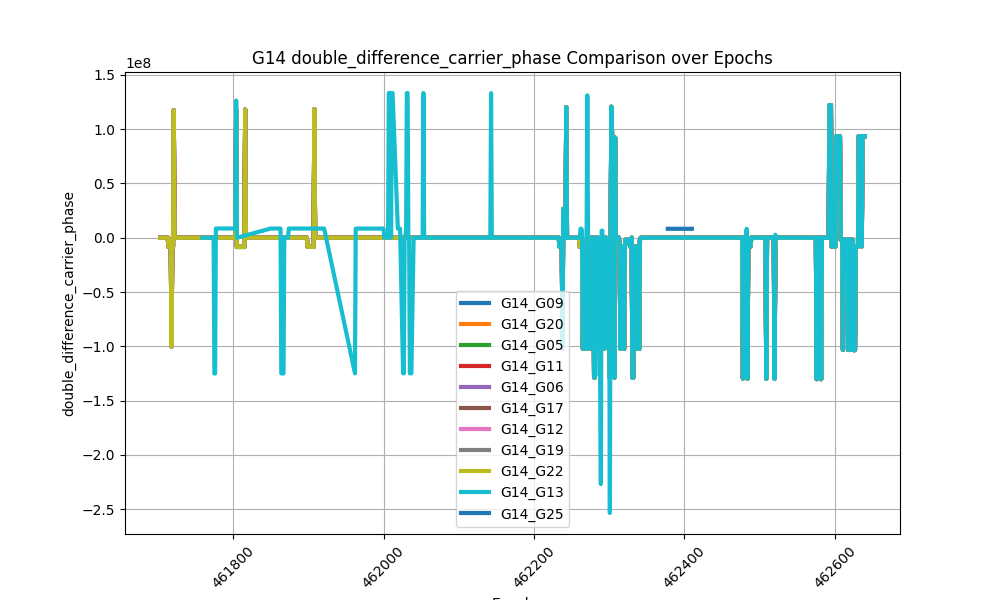 G14 double_difference_carrier_phase Comparison over Epochs
1e8
1.5
1.0
0.5
0.0
−0.5
−1.0
−1.5
−2.0
−2.5
double_difference_carrier_phase
G14_G09
G14_G20
G14_G05
G14_G11
G14_G06
G14_G17
G14_G12
G14_G19
G14_G22
G14_G13
G14_G25
461800
462000
462200
462400
462600